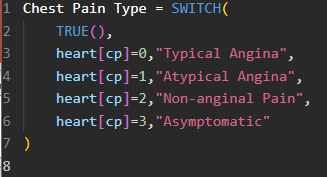 1 Chest Pain Type = SWITCH(
2 TRUE(),
3 heart[cp]=0,"Typical Angina",
4 heart[cp]=1,"Atypical Angina",
5 heart[cp]=2,"Non-anginal Pain",
6 heart[cp]=3,"Asymptomatic"
7 )
8